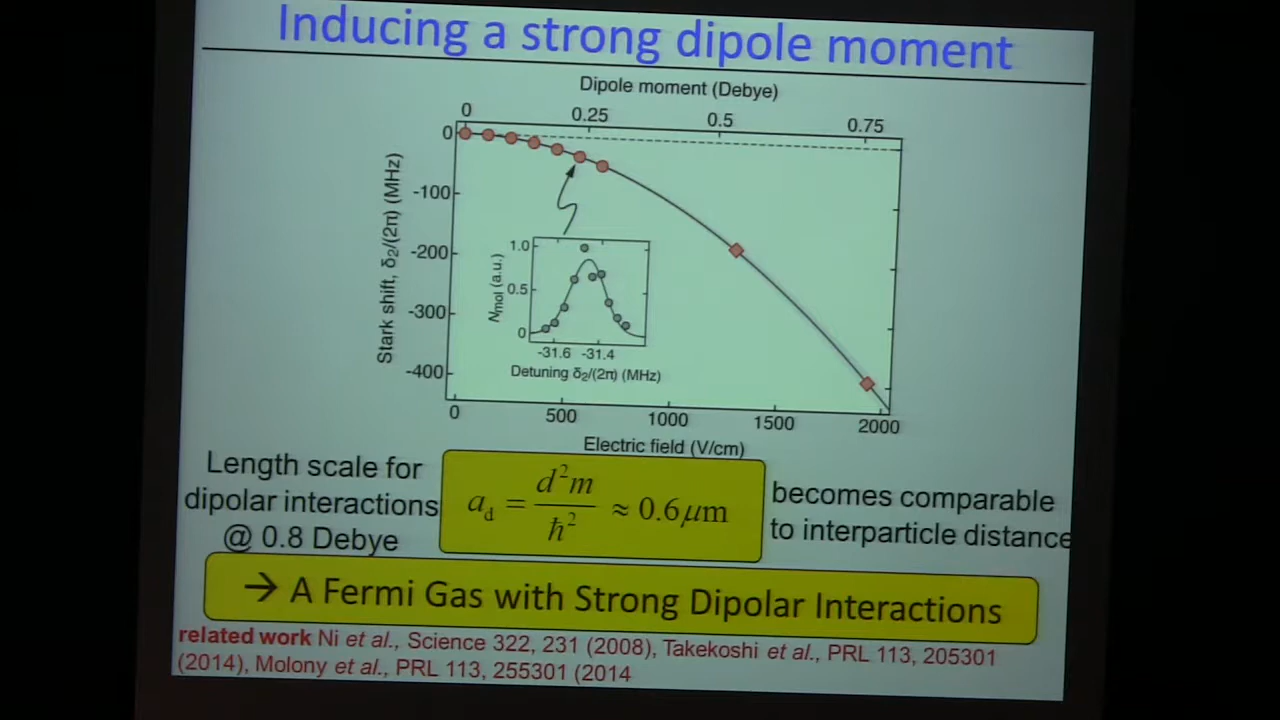 Inducing a strong dipole moment
Dipole moment (Debye)
0 0.25 0.5 0.75
Stark shift, δ₂/(2π) (MHz)
0
-100
-200
-300
-400
N_mol (a.u.)
1.0
0.5
0
-31.6 -31.4
Detuning δ₂/(2π) (MHz)
0 500 1000 1500 2000
Electric field (V/cm)
Length scale for
dipolar interactions
@ 0.8 Debye
a_d = d²m / ħ² ≈ 0.6 μm
becomes comparable
to interparticle distance
→ A Fermi Gas with Strong Dipolar Interactions
related work Ni et al., Science 322, 231 (2008), Takekoshi et al., PRL 113, 205301
(2014), Molony et al., PRL 113, 255301 (2014